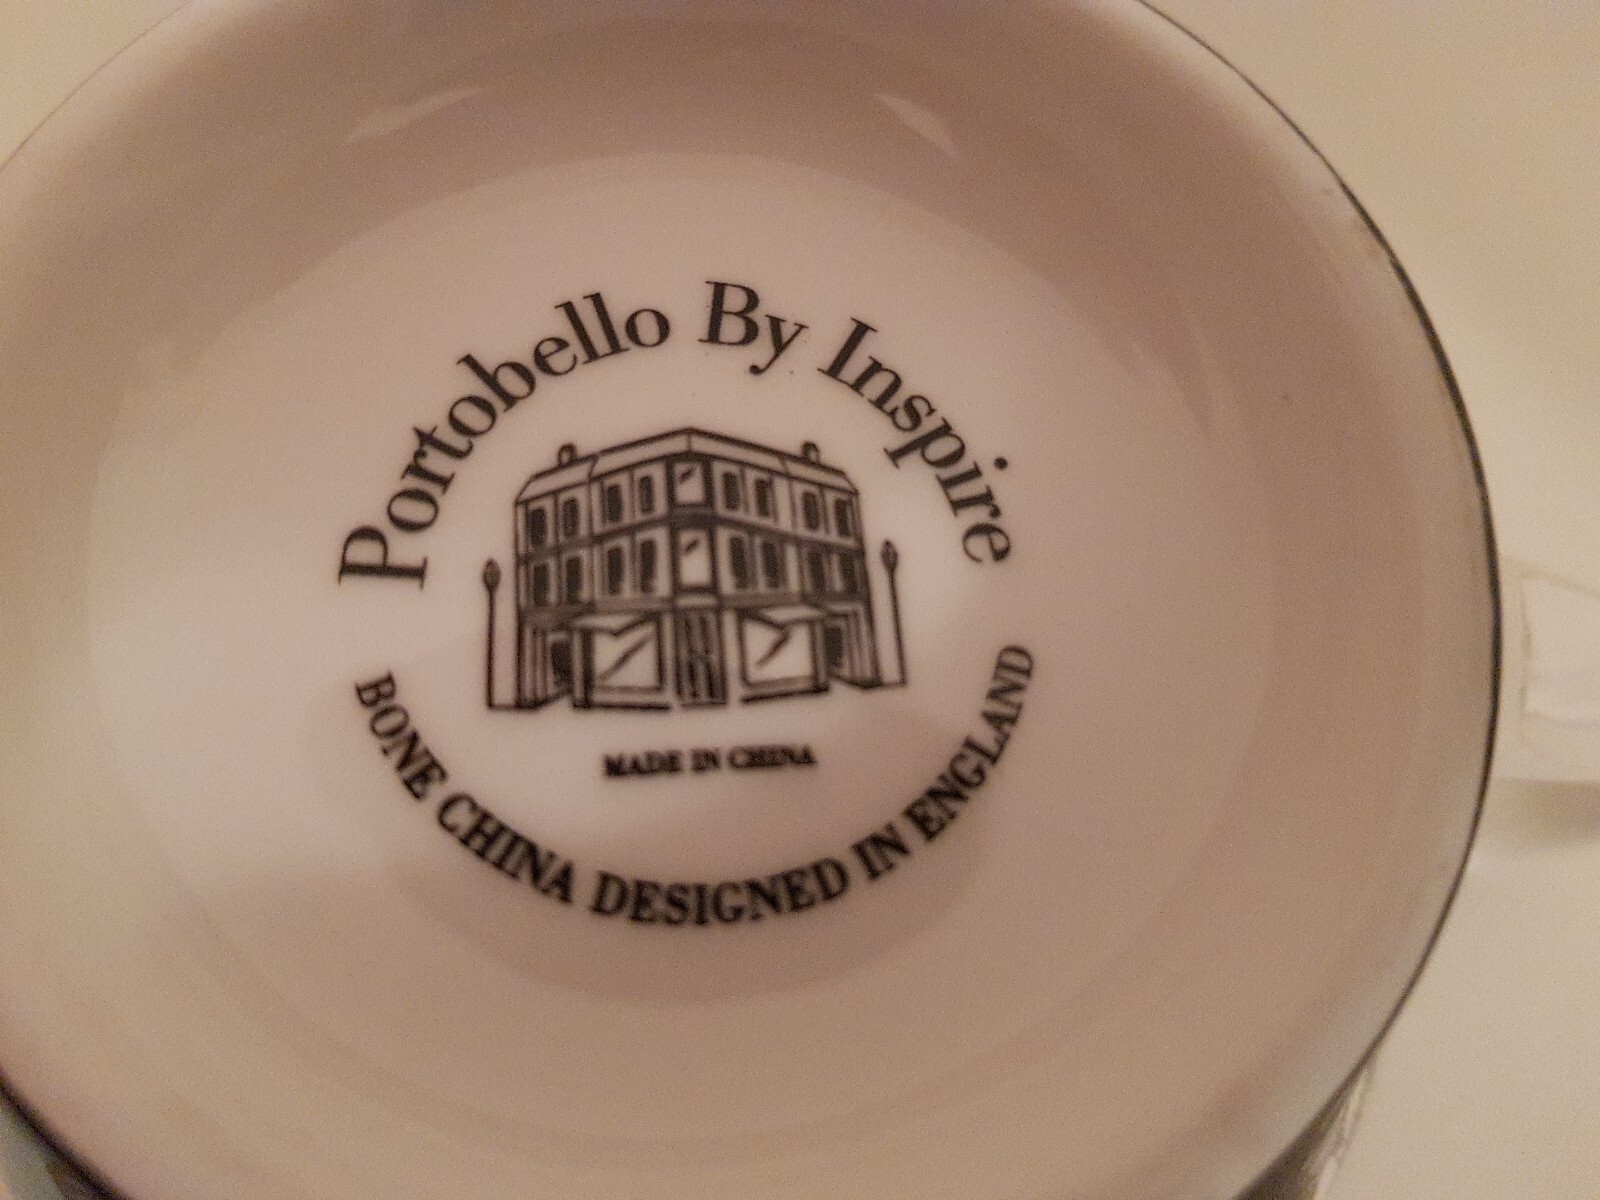 Portobello By Inspire
MADE IN CHINA
BONE CHINA DESIGNED IN ENGLAND